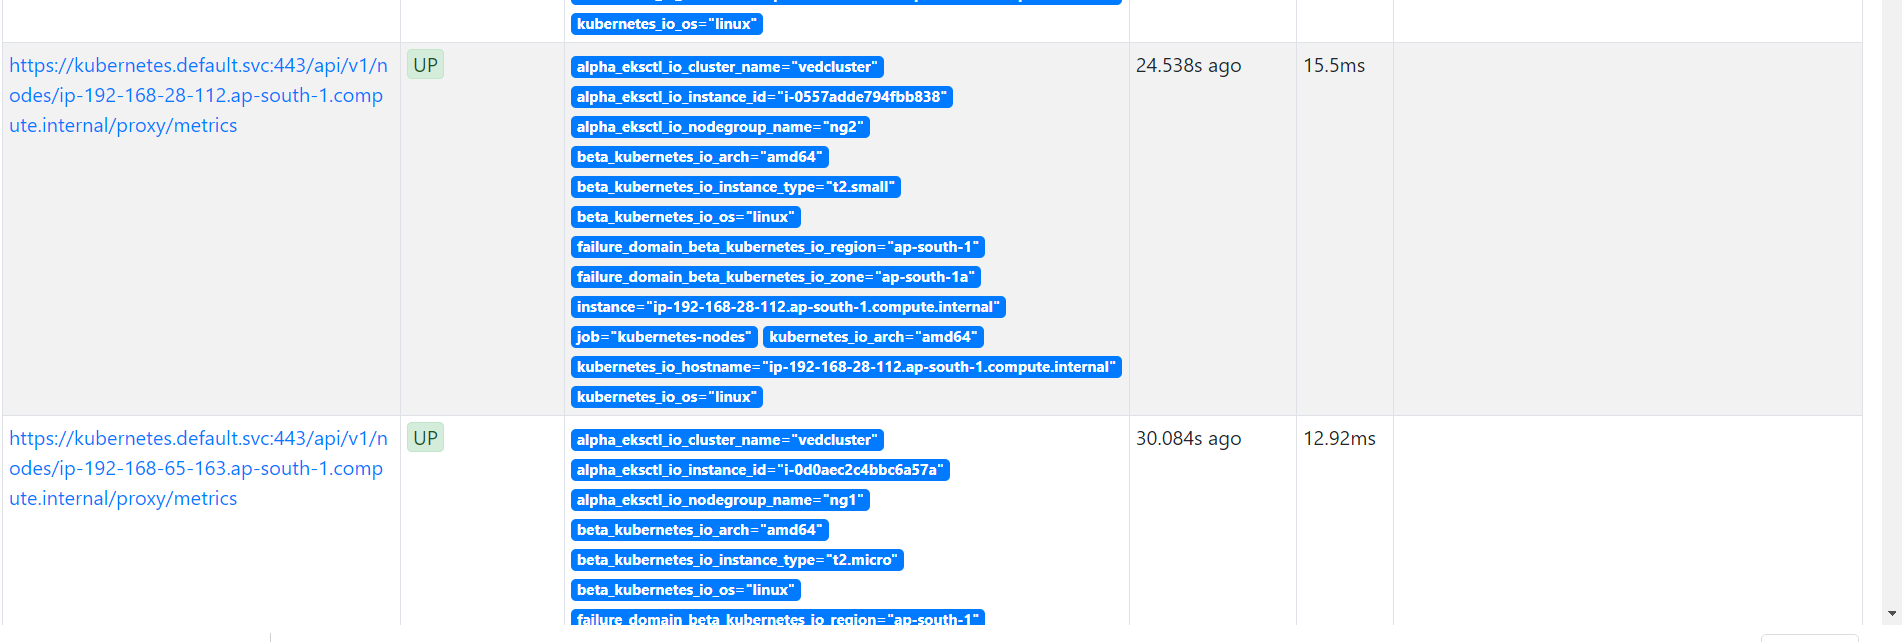 kubernetes_io_os="linux"
https://kubernetes.default.svc:443/api/v1/n
odes/ip-192-168-28-112.ap-south-1.comp
ute.internal/proxy/metrics
UP
alpha_eksctl_io_cluster_name="vedcluster"
alpha_eksctl_io_instance_id="i-0557adde794fbb838"
alpha_eksctl_io_nodegroup_name="ng2"
beta_kubernetes_io_arch="amd64"
beta_kubernetes_io_instance_type="t2.small"
beta_kubernetes_io_os="linux"
failure_domain_beta_kubernetes_io_region="ap-south-1"
failure_domain_beta_kubernetes_io_zone="ap-south-1a"
instance="ip-192-168-28-112.ap-south-1.compute.internal"
job="kubernetes-nodes" kubernetes_io_arch="amd64"
kubernetes_io_hostname="ip-192-168-28-112.ap-south-1.compute.internal"
kubernetes_io_os="linux"
24.538s ago
15.5ms
https://kubernetes.default.svc:443/api/v1/n
odes/ip-192-168-65-163.ap-south-1.comp
ute.internal/proxy/metrics
UP
alpha_eksctl_io_cluster_name="vedcluster"
alpha_eksctl_io_instance_id="i-0d0aec2c4bbc6a57a"
alpha_eksctl_io_nodegroup_name="ng1"
beta_kubernetes_io_arch="amd64"
beta_kubernetes_io_instance_type="t2.micro"
beta_kubernetes_io_os="linux"
failure_domain_beta_kubernetes_io_region="ap-south-1"
30.084s ago
12.92ms